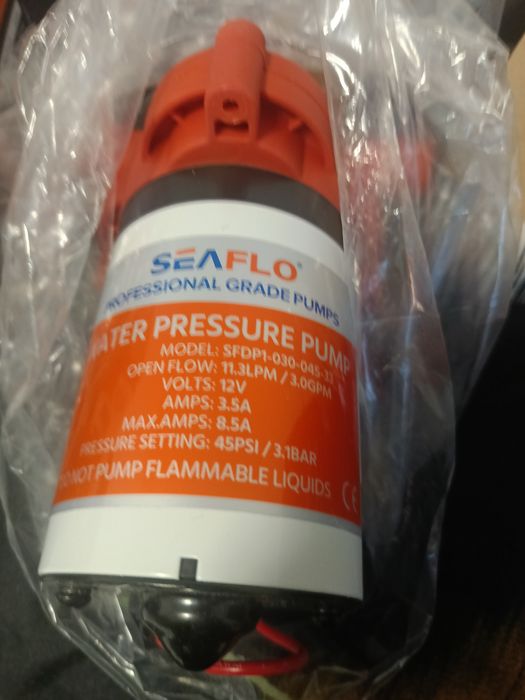 SEAFLO®
PROFESSIONAL GRADE PUMPS
WATER PRESSURE PUMP
MODEL: SFDP1-030-045-33
OPEN FLOW: 11.3LPM / 3.0GPM
VOLTS: 12V
AMPS: 3.5A
MAX.AMPS: 8.5A
PRESSURE SETTING: 45PSI / 3.1BAR
DO NOT PUMP FLAMMABLE LIQUIDS CE